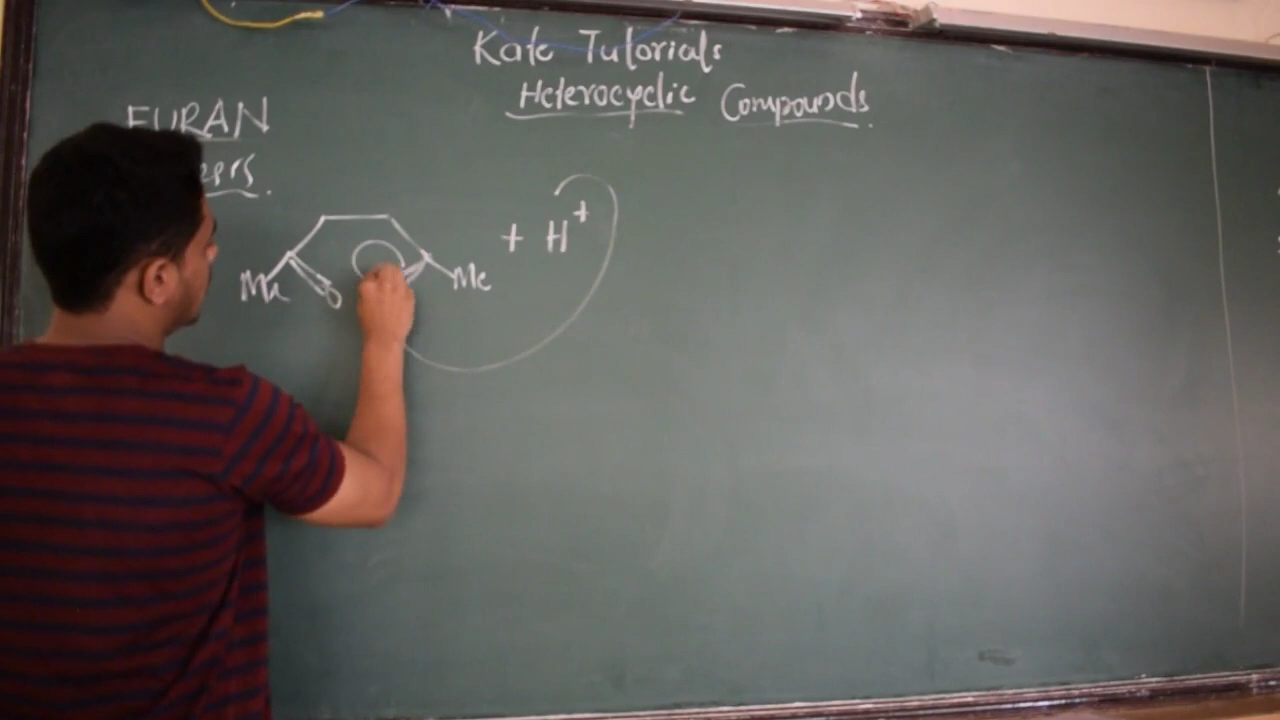 Kate Tutorials
Heterocyclic Compounds.
FURAN
Me O Me + H+